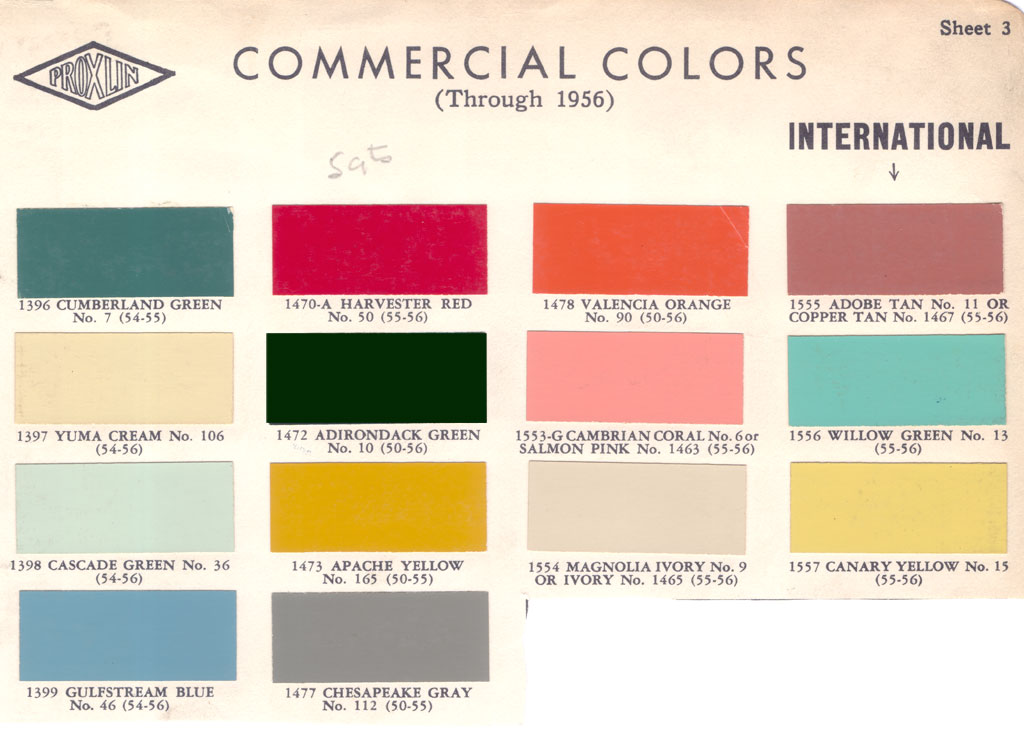 Sheet 3
PROXLIN
COMMERCIAL COLORS
(Through 1956)
INTERNATIONAL
↓
1396 CUMBERLAND GREEN
No. 7 (54-55)
1470-A HARVESTER RED
No. 50 (55-56)
1478 VALENCIA ORANGE
No. 90 (50-56)
1555 ADOBE TAN No. 11 OR
COPPER TAN No. 1467 (55-56)
1397 YUMA CREAM No. 106
(54-56)
1472 ADIRONDACK GREEN
No. 10 (50-56)
1553-G CAMBRIAN CORAL No. 6 or
SALMON PINK No. 1463 (55-56)
1556 WILLOW GREEN No. 13
(55-56)
1398 CASCADE GREEN No. 36
(54-56)
1473 APACHE YELLOW
No. 165 (50-55)
1554 MAGNOLIA IVORY No. 9
OR IVORY No. 1465 (55-56)
1557 CANARY YELLOW No. 15
(55-56)
1399 GULFSTREAM BLUE
No. 46 (54-56)
1477 CHESAPEAKE GRAY
No. 112 (50-55)